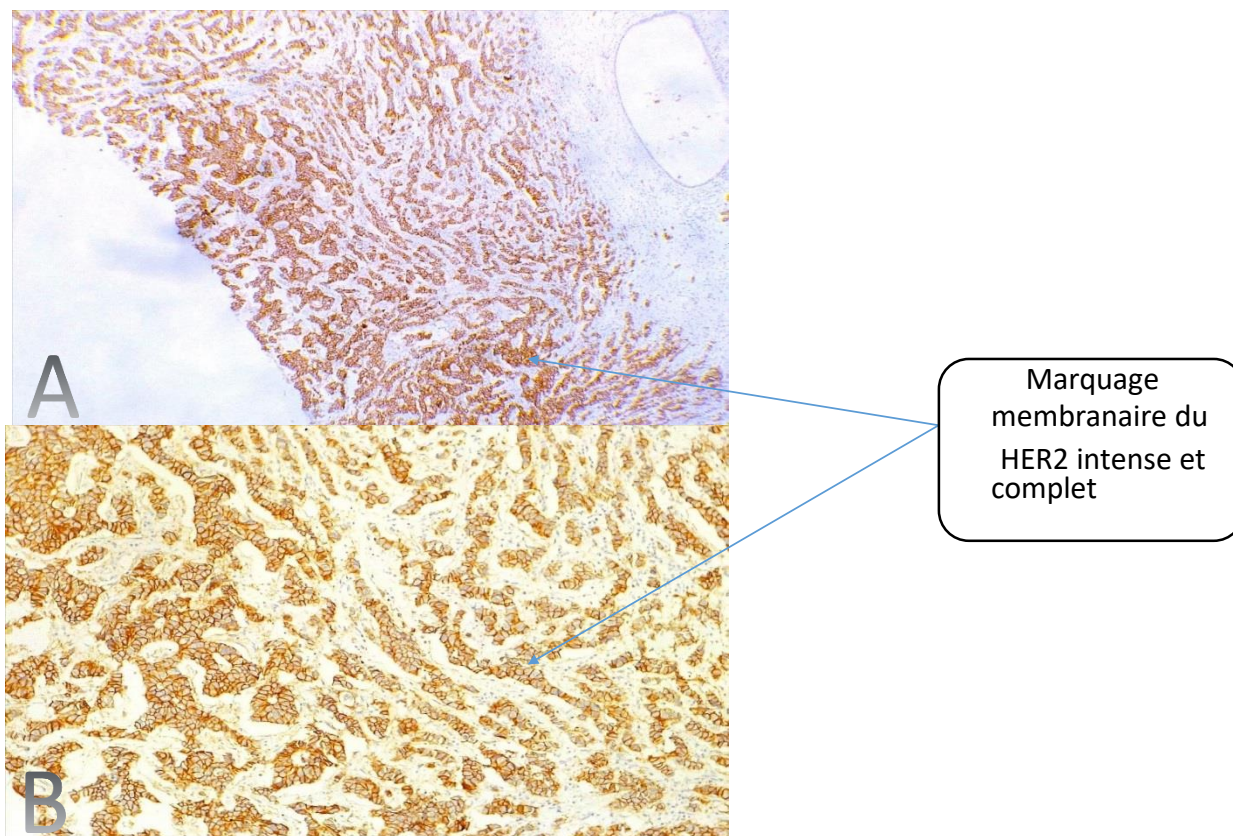 A
B
Marquage
membranaire du
HER2 intense et
complet